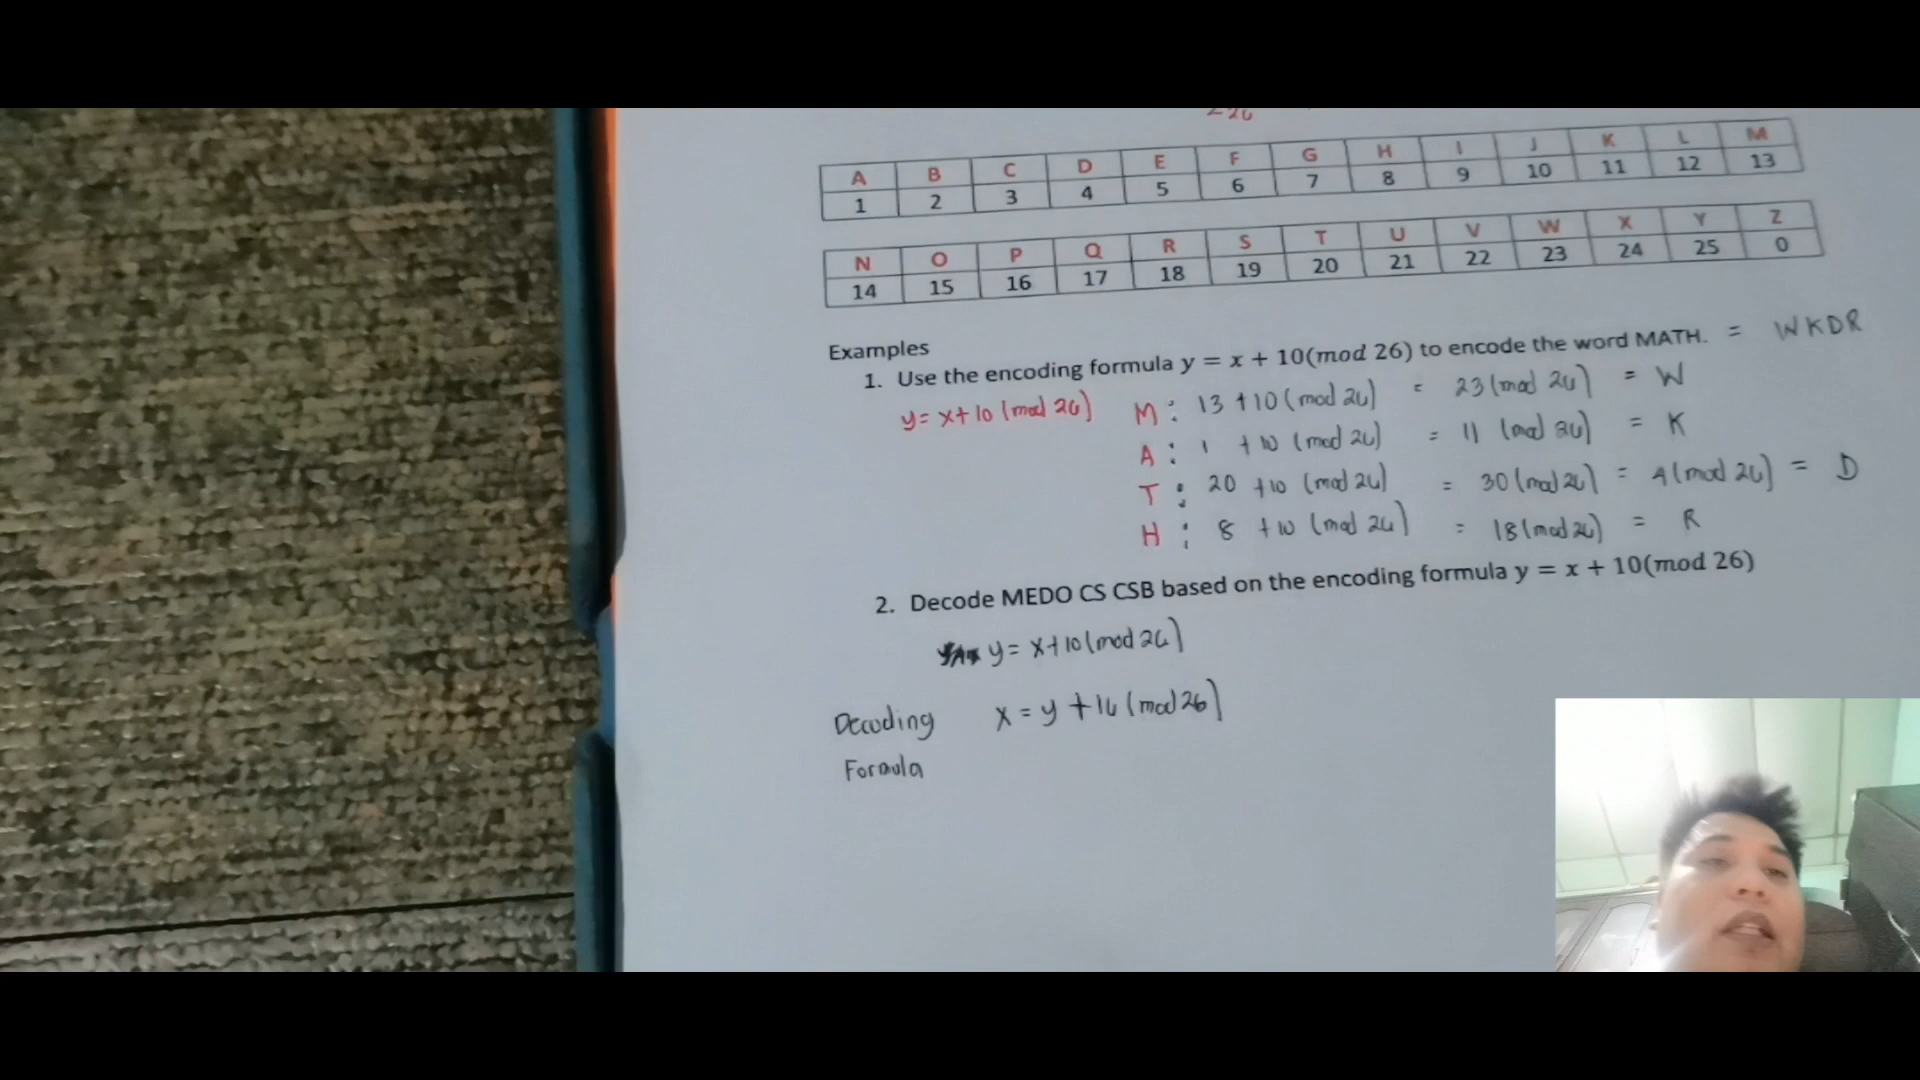 A B C D E F G H I J K L M
1 2 3 4 5 6 7 8 9 10 11 12 13
N O P Q R S T U V W X Y Z
14 15 16 17 18 19 20 21 22 23 24 25 0
Examples
1. Use the encoding formula y = x + 10(mod 26) to encode the word MATH. = WKDR
y = x+10 (mod 26) M : 13 +10 (mod 26) = 23 (mod 26) = W
A : 1 +10 (mod 26) = 11 (mod 26) = K
T : 20 +10 (mod 26) = 30 (mod 26) = 4 (mod 26) = D
H : 8 +10 (mod 26) = 18 (mod 26) = R
2. Decode MEDO CS CSB based on the encoding formula y = x + 10(mod 26)
y = x+10 (mod 26)
Decoding x = y +16 (mod 26)
Formula